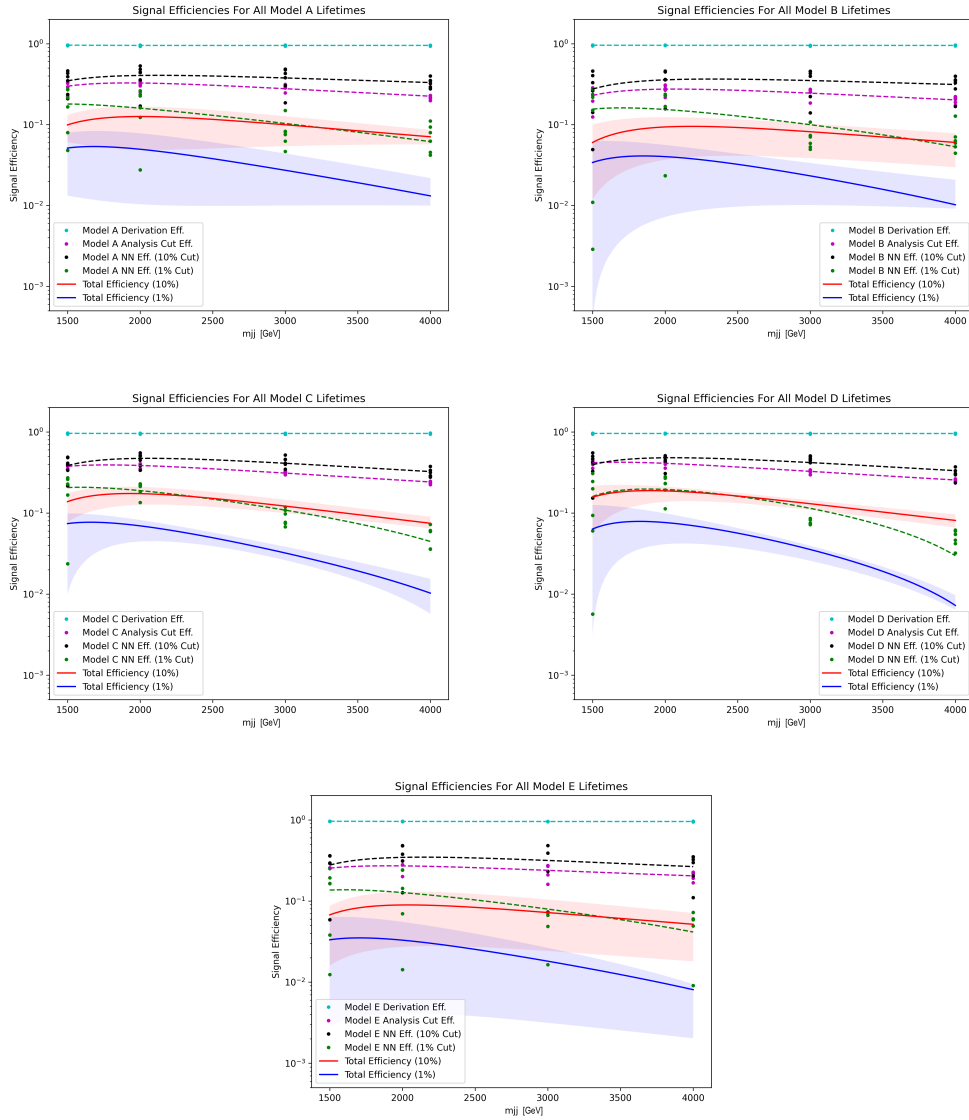 Signal Efficiencies For All Model A Lifetimes
Signal Efficiency
10^0
10^-1
10^-2
10^-3
Model A Derivation Eff.
Model A Analysis Cut Eff.
Model A NN Eff. (10% Cut)
Model A NN Eff. (1% Cut)
Total Efficiency (10%)
Total Efficiency (1%)
1500 2000 2500 3000 3500 4000
mjj [GeV]
Signal Efficiencies For All Model B Lifetimes
Signal Efficiency
10^0
10^-1
10^-2
10^-3
Model B Derivation Eff.
Model B Analysis Cut Eff.
Model B NN Eff. (10% Cut)
Model B NN Eff. (1% Cut)
Total Efficiency (10%)
Total Efficiency (1%)
1500 2000 2500 3000 3500 4000
mjj [GeV]
Signal Efficiencies For All Model C Lifetimes
Signal Efficiency
10^0
10^-1
10^-2
10^-3
Model C Derivation Eff.
Model C Analysis Cut Eff.
Model C NN Eff. (10% Cut)
Model C NN Eff. (1% Cut)
Total Efficiency (10%)
Total Efficiency (1%)
1500 2000 2500 3000 3500 4000
mjj [GeV]
Signal Efficiencies For All Model D Lifetimes
Signal Efficiency
10^0
10^-1
10^-2
10^-3
Model D Derivation Eff.
Model D Analysis Cut Eff.
Model D NN Eff. (10% Cut)
Model D NN Eff. (1% Cut)
Total Efficiency (10%)
Total Efficiency (1%)
1500 2000 2500 3000 3500 4000
mjj [GeV]
Signal Efficiencies For All Model E Lifetimes
Signal Efficiency
10^0
10^-1
10^-2
10^-3
Model E Derivation Eff.
Model E Analysis Cut Eff.
Model E NN Eff. (10% Cut)
Model E NN Eff. (1% Cut)
Total Efficiency (10%)
Total Efficiency (1%)
1500 2000 2500 3000 3500 4000
mjj [GeV]